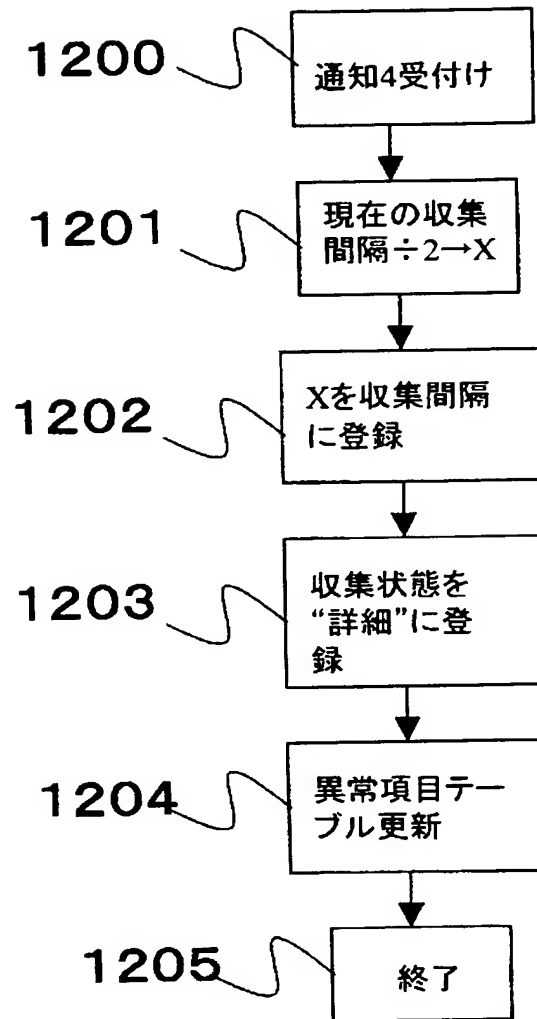 1200
通知4受付け
1201
現在の収集
間隔÷2→X
1202
Xを収集間隔
に登録
1203
収集状態を
“詳細”に登
録
1204
異常項目テー
ブル更新
1205
終了